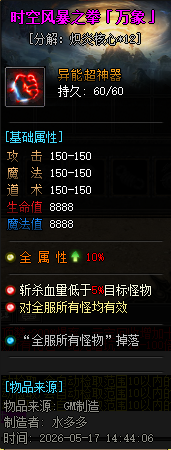 时空风暴之拳「万象」
[分解：炽炎核心*12]
异能超神器
持久：60/60
[基础属性]
攻 击 150-150
魔 法 150-150
道 术 150-150
生命值 8888
魔法值 8888
全 属 性 10%
斩杀血量低于5%目标怪物
对全服所有怪均有效
“全服所有怪物”掉落
[物品来源]
物品来源：GM制造
制造者：水多多
时间：2026-05-17 14:44:06